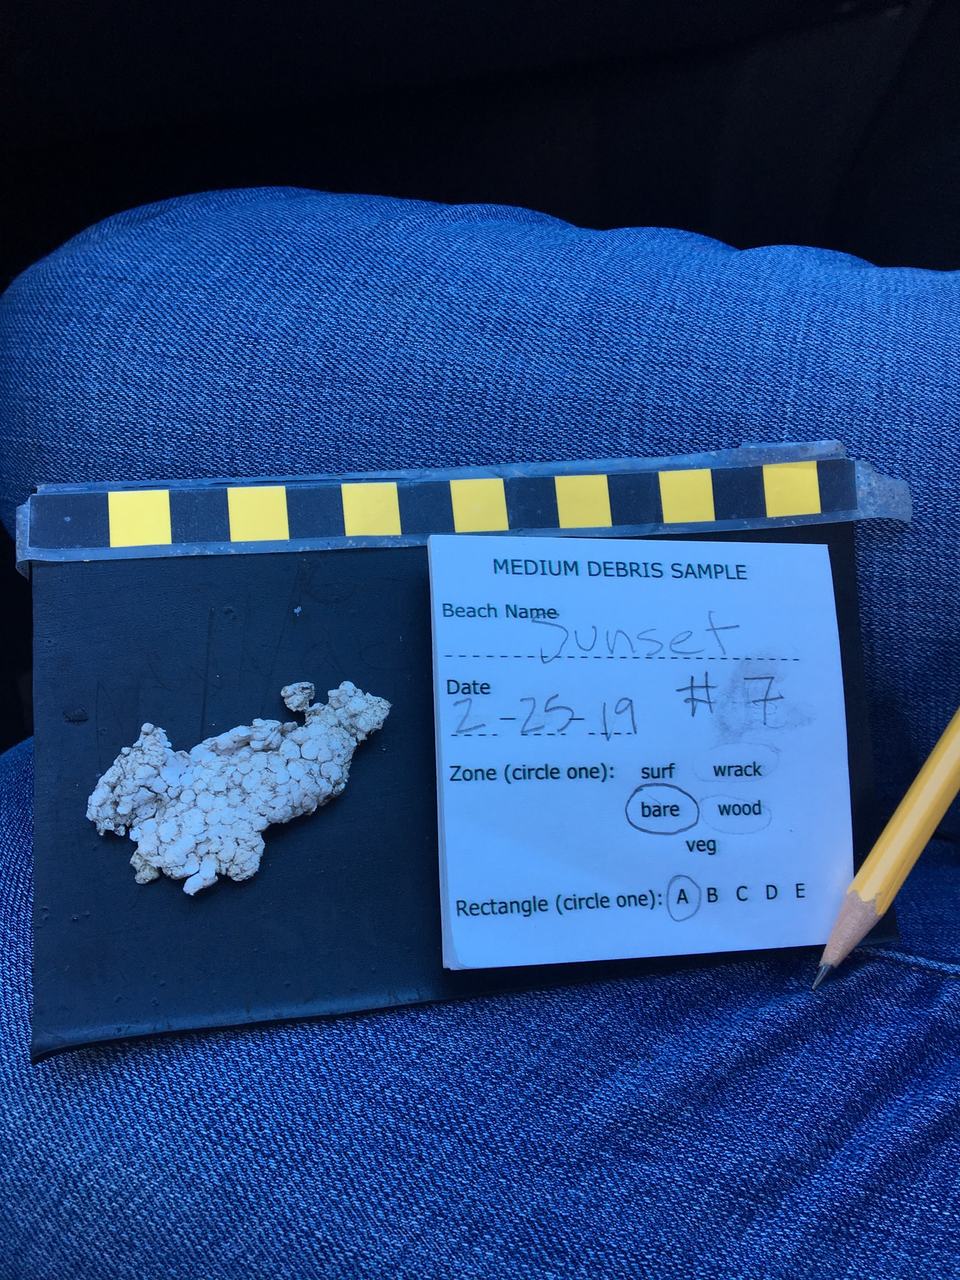 MEDIUM DEBRIS SAMPLE
Beach Name
Sunset
Date
2-25-19 # 7
Zone (circle one): surf wrack
bare wood
veg
Rectangle (circle one): A B C D E